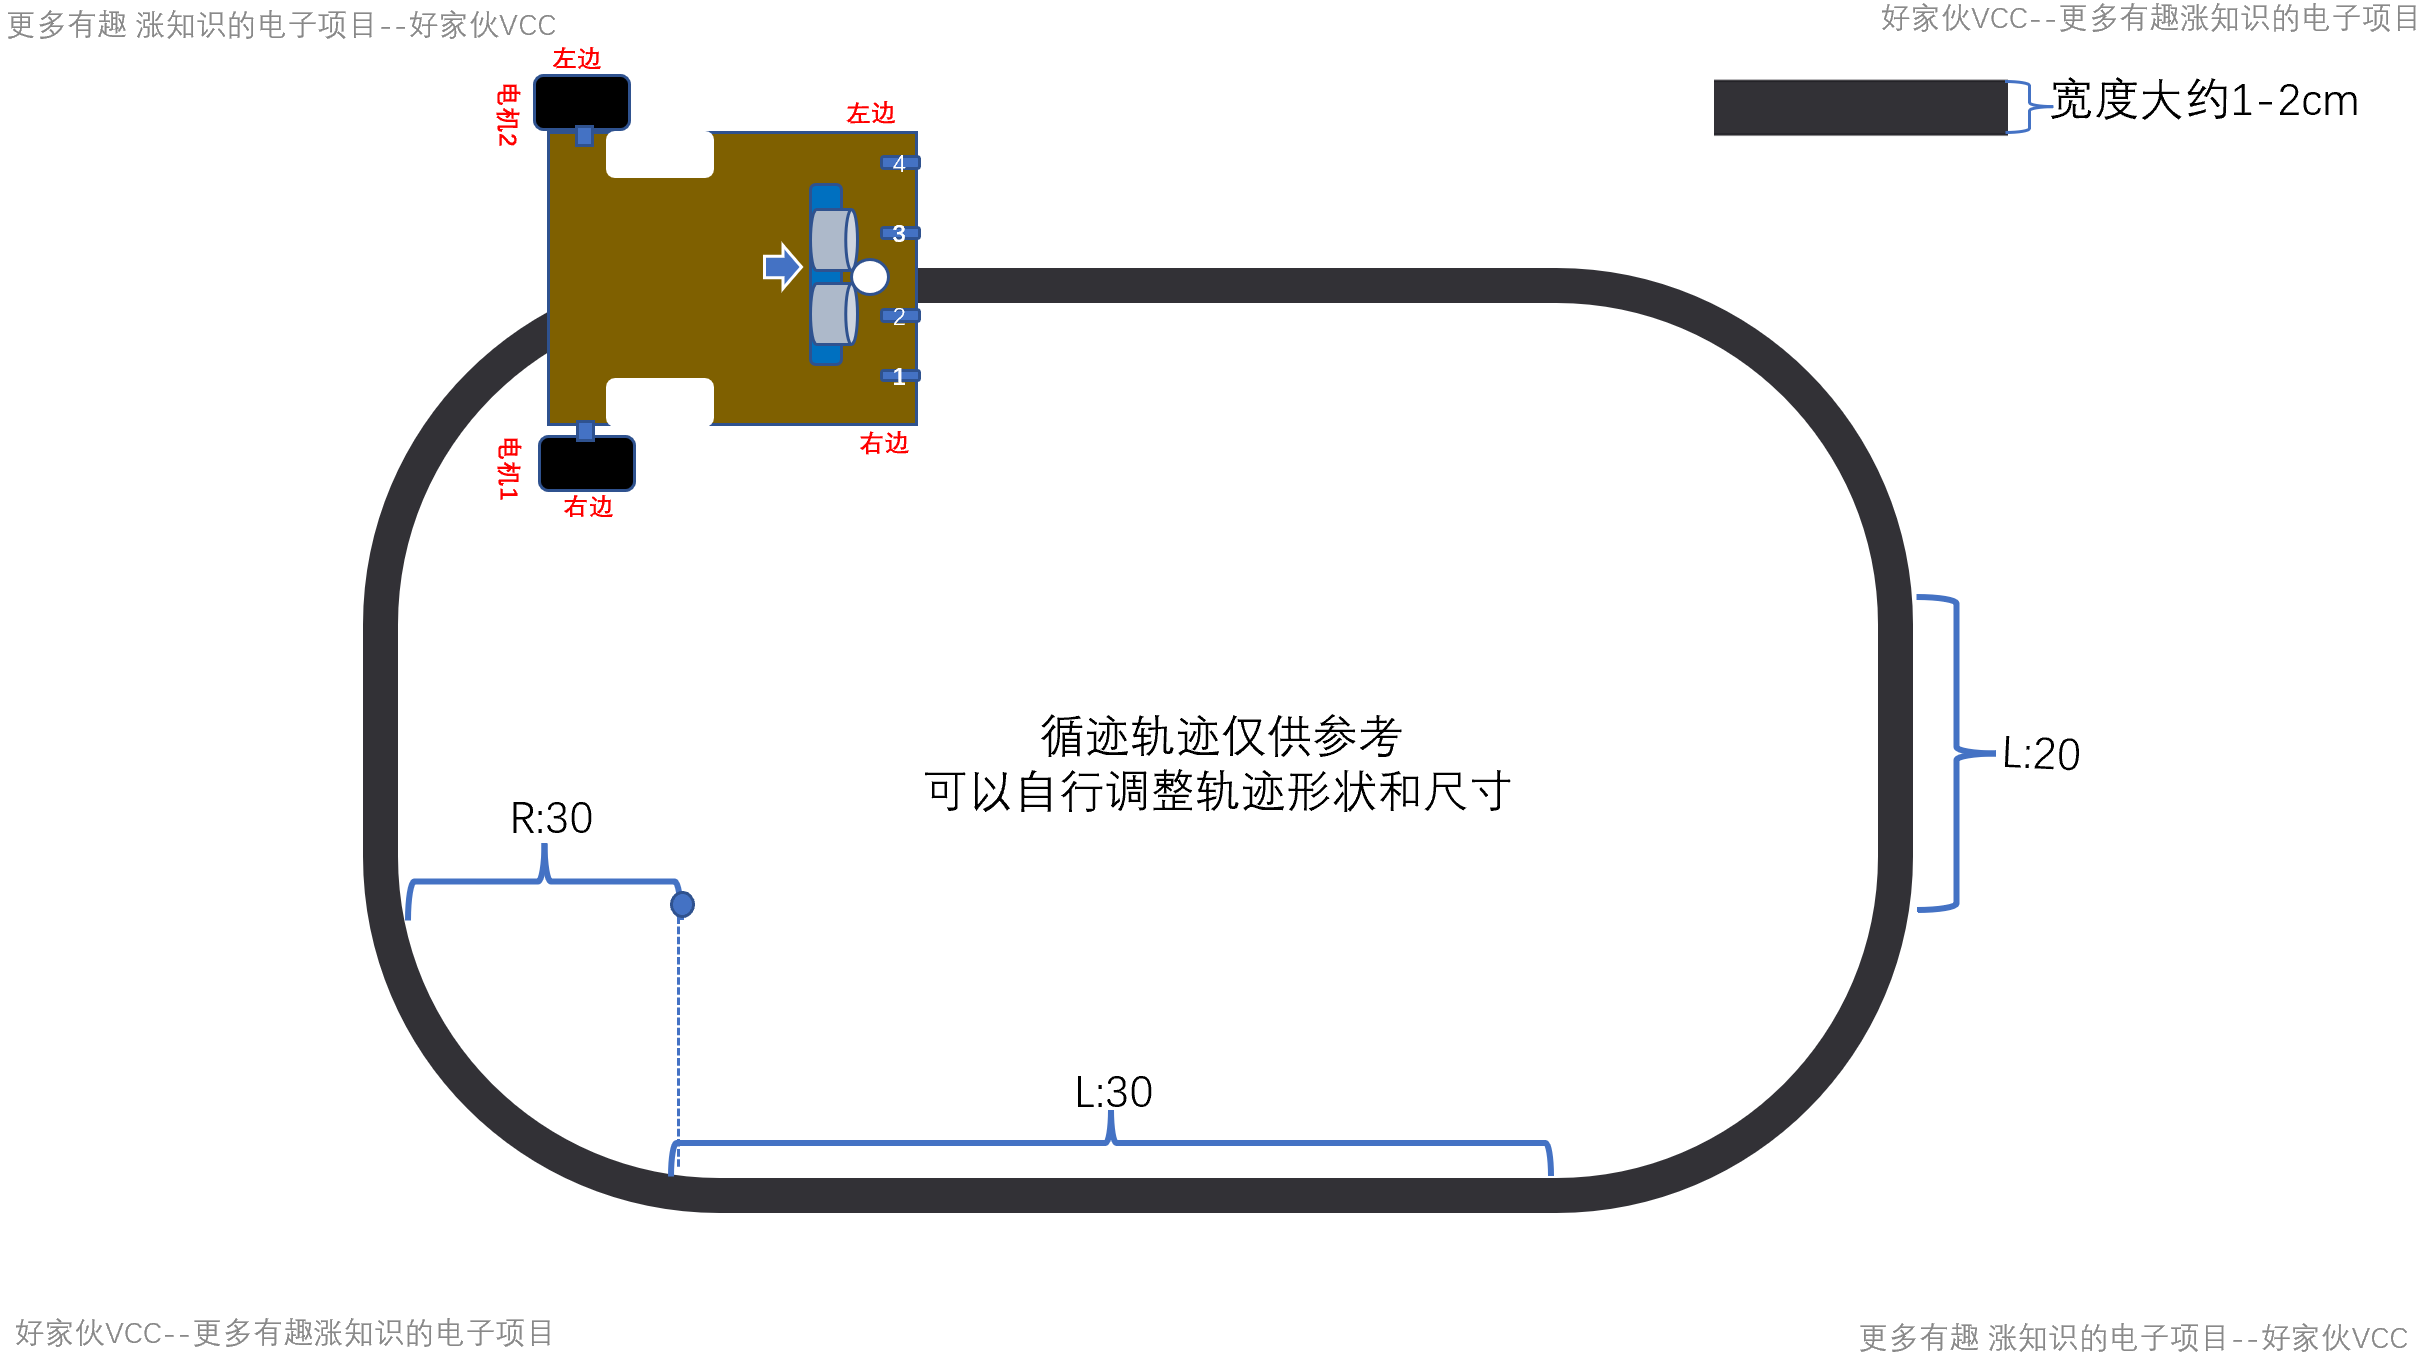 更多有趣 涨知识的电子项目--好家伙VCC
好家伙VCC--更多有趣涨知识的电子项目
左边
电机2
左边
宽度大约1-2cm
4
3
2
1
右边
电机1
右边
循迹轨迹仅供参考
可以自行调整轨迹形状和尺寸
L:20
R:30
L:30
好家伙VCC--更多有趣涨知识的电子项目
更多有趣 涨知识的电子项目--好家伙VCC